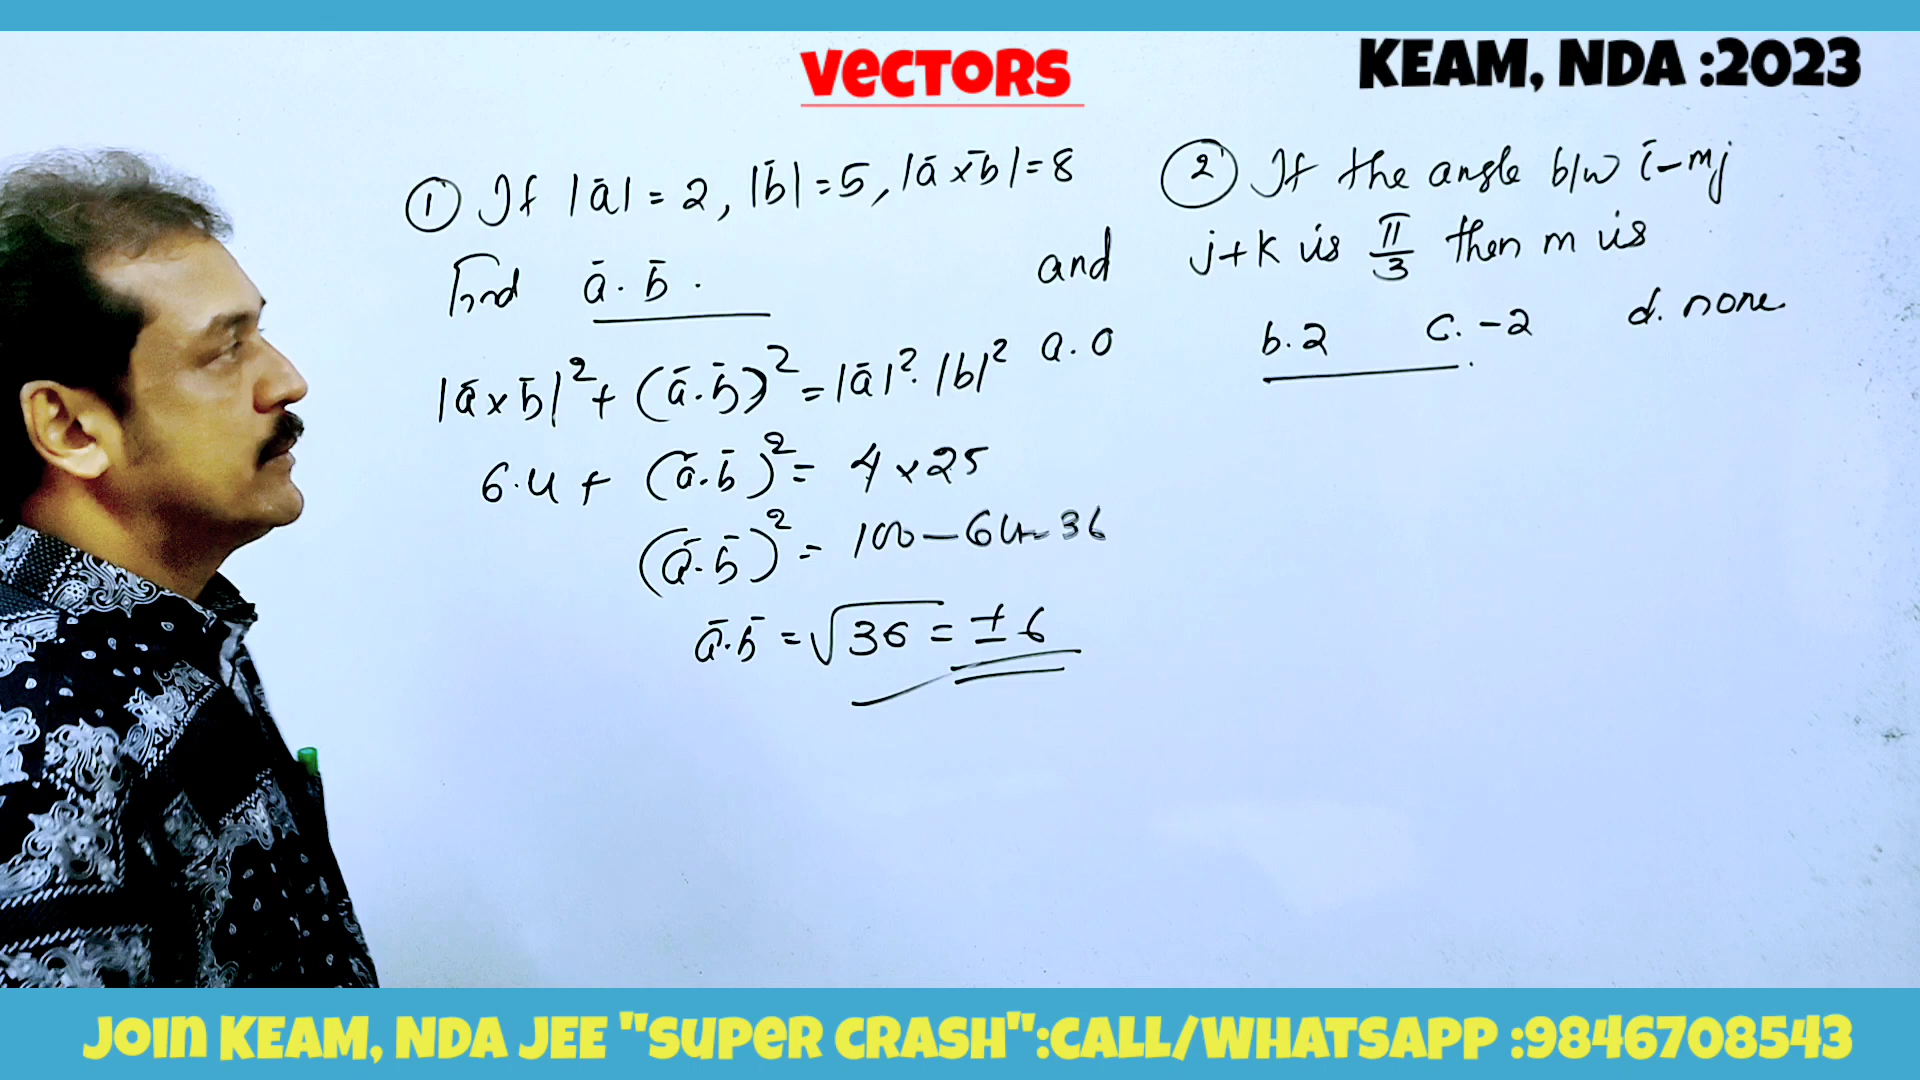 VECTORS
KEAM, NDA :2023
① If |ā| = 2, |b̄| = 5, |ā × b̄| = 8
Find ā · b̄ .
|ā × b̄|² + (ā · b̄)² = |ā|² · |b|²
64 + (ā · b̄)² = 4 × 25
(ā · b̄)² = 100 – 64 = 36
ā · b̄ = √36 = ± 6
② If the angle b/w i – mj
and j + k is π/3 then m is
a. 0 b. 2 c. -2 d. none
JOIN KEAM, NDA JEE "SUPER CRASH":CALL/WHATSAPP :9846708543